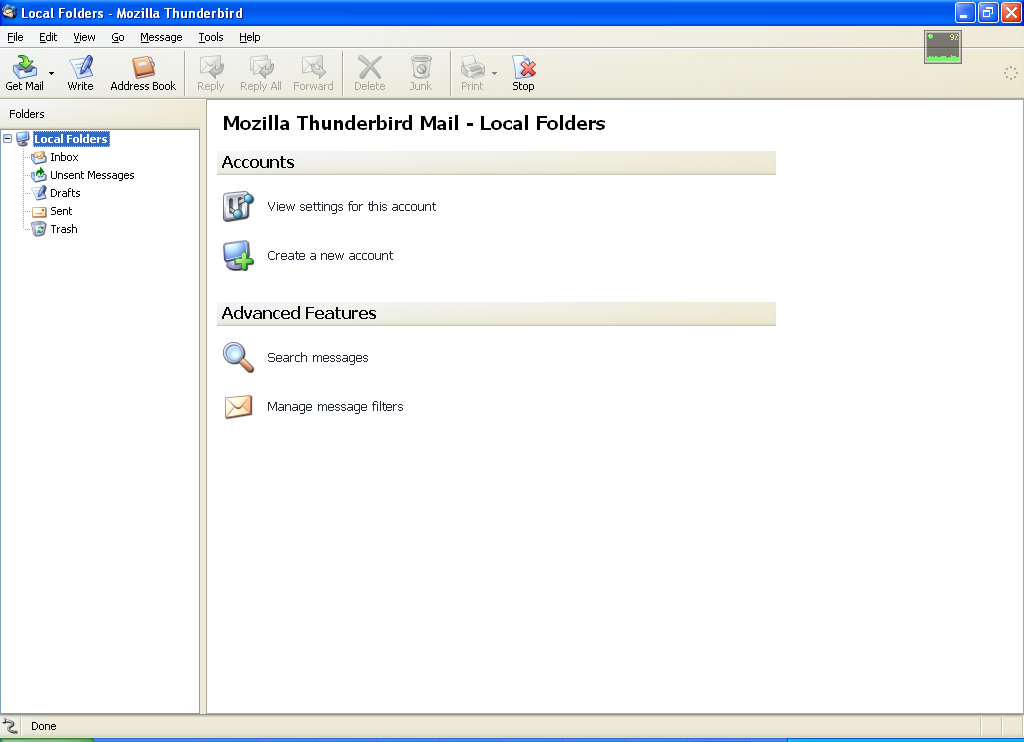 Local Folders - Mozilla Thunderbird
File Edit View Go Message Tools Help
9%
Get Mail Write Address Book Reply Reply All Forward Delete Junk Print Stop
Folders
Local Folders
Inbox
Unsent Messages
Drafts
Sent
Trash
Mozilla Thunderbird Mail - Local Folders
Accounts
View settings for this account
Create a new account
Advanced Features
Search messages
Manage message filters
Done